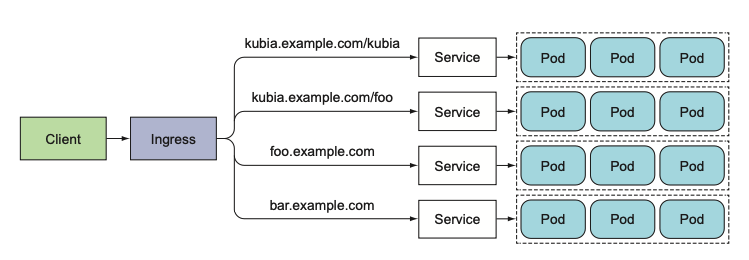 Client
Ingress
kubia.example.com/kubia
Service
Pod Pod Pod
kubia.example.com/foo
Service
Pod Pod Pod
foo.example.com
Service
Pod Pod Pod
bar.example.com
Service
Pod Pod Pod